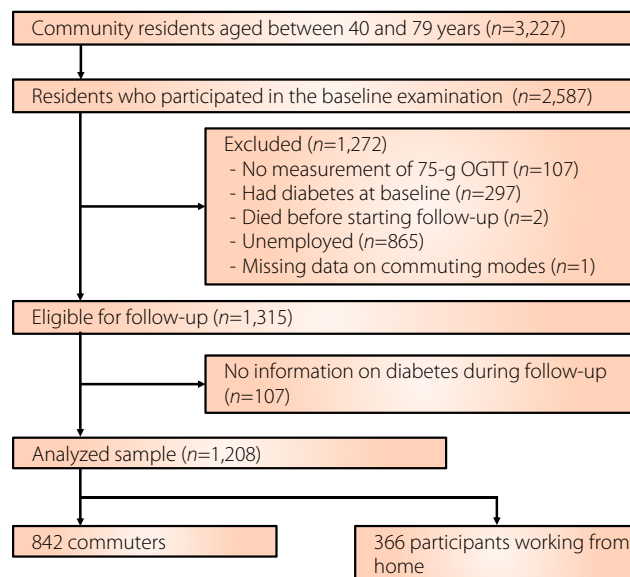 Community residents aged between 40 and 79 years (n=3,227)
Residents who participated in the baseline examination (n=2,587)
Excluded (n=1,272)
- No measurement of 75-g OGTT (n=107)
- Had diabetes at baseline (n=297)
- Died before starting follow-up (n=2)
- Unemployed (n=865)
- Missing data on commuting modes (n=1)
Eligible for follow-up (n=1,315)
No information on diabetes during follow-up
(n=107)
Analyzed sample (n=1,208)
842 commuters
366 participants working from
home